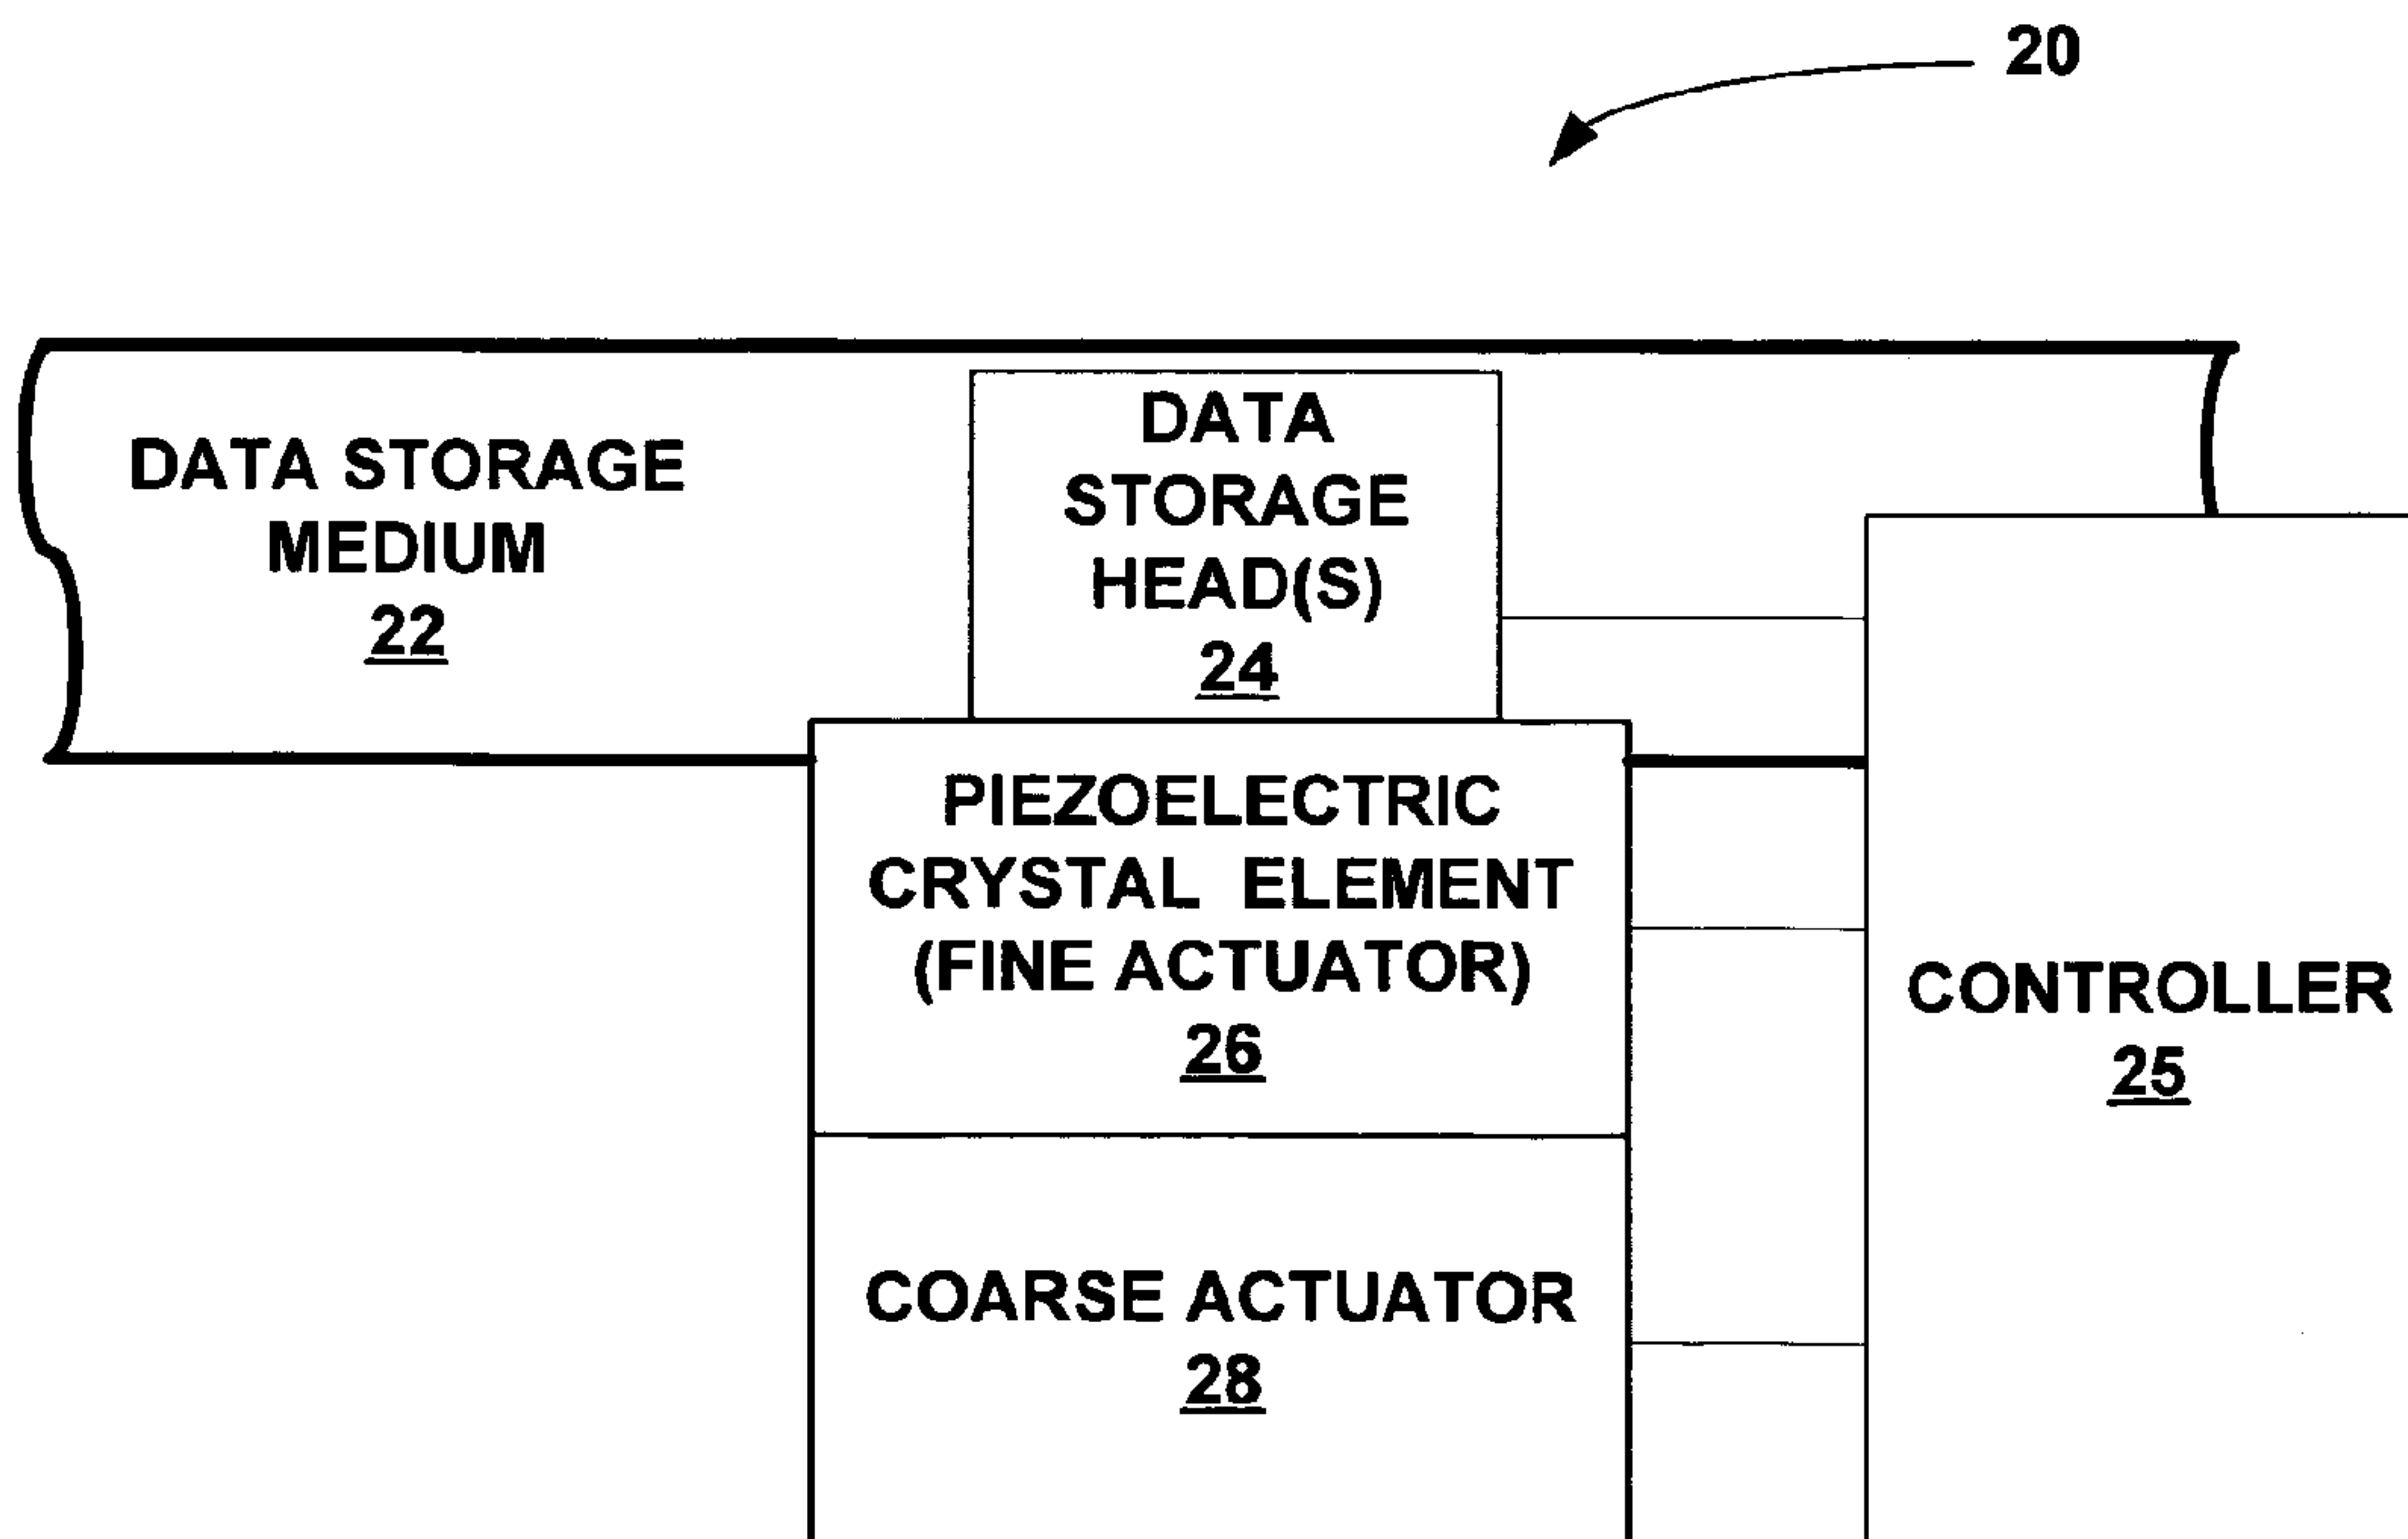 20
DATA STORAGE
MEDIUM
22
DATA
STORAGE
HEAD(S)
24
PIEZOELECTRIC
CRYSTAL ELEMENT
(FINE ACTUATOR)
26
CONTROLLER
25
COARSE ACTUATOR
28